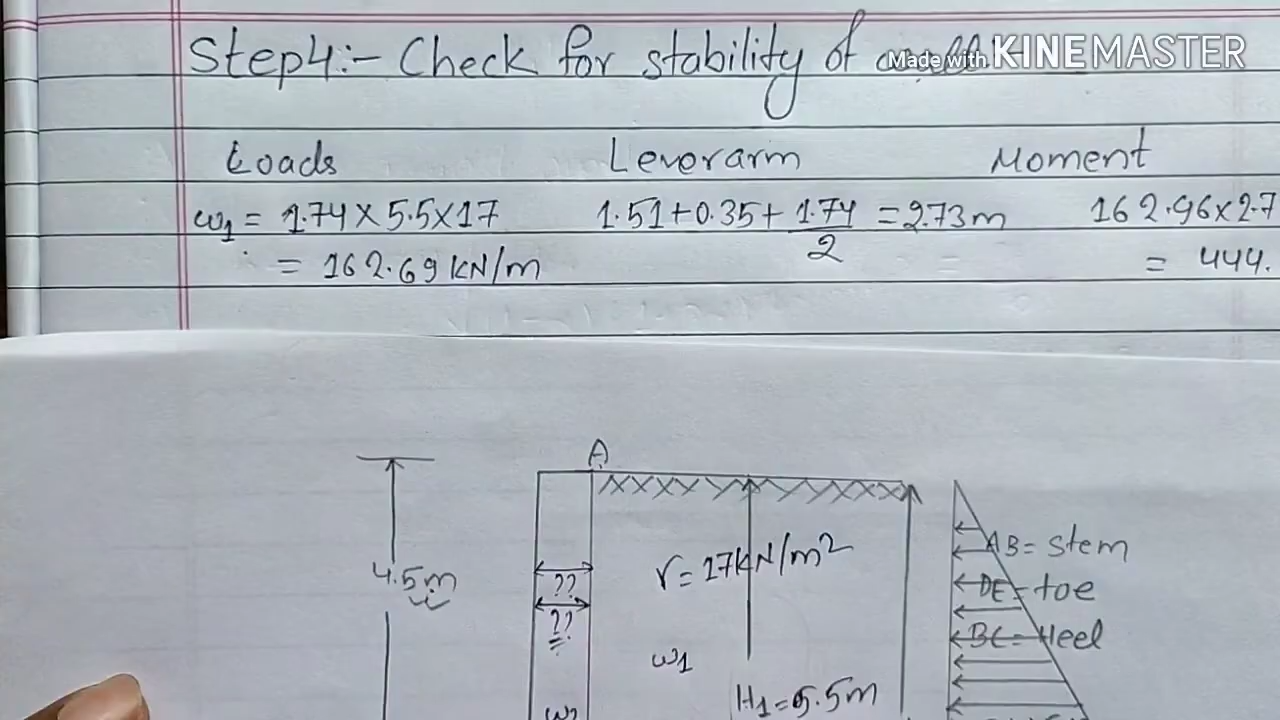 Step4:- Check for stability of wall:-
Made with KINEMASTER
Loads Leverarm Moment
w1 = 1.74 × 5.5 × 17 1.51 + 0.35 + 1.74/2 = 2.73m 162.96 × 2.7
= 162.69 KN/m = 444.
A
r = 17KN/m2
AB = Stem
4.5m
??
DE = toe
??
BC = Heel
w1
H1 = 5.5m
w2